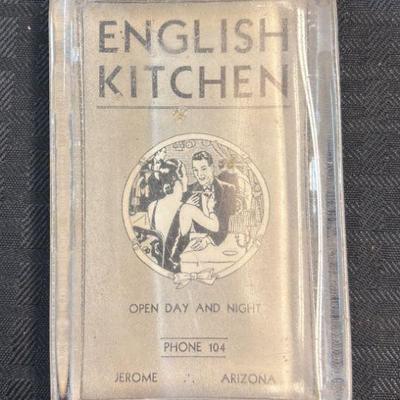 ENGLISH
KITCHEN
OPEN DAY AND NIGHT
PHONE 104
JEROME ∴ ARIZONA